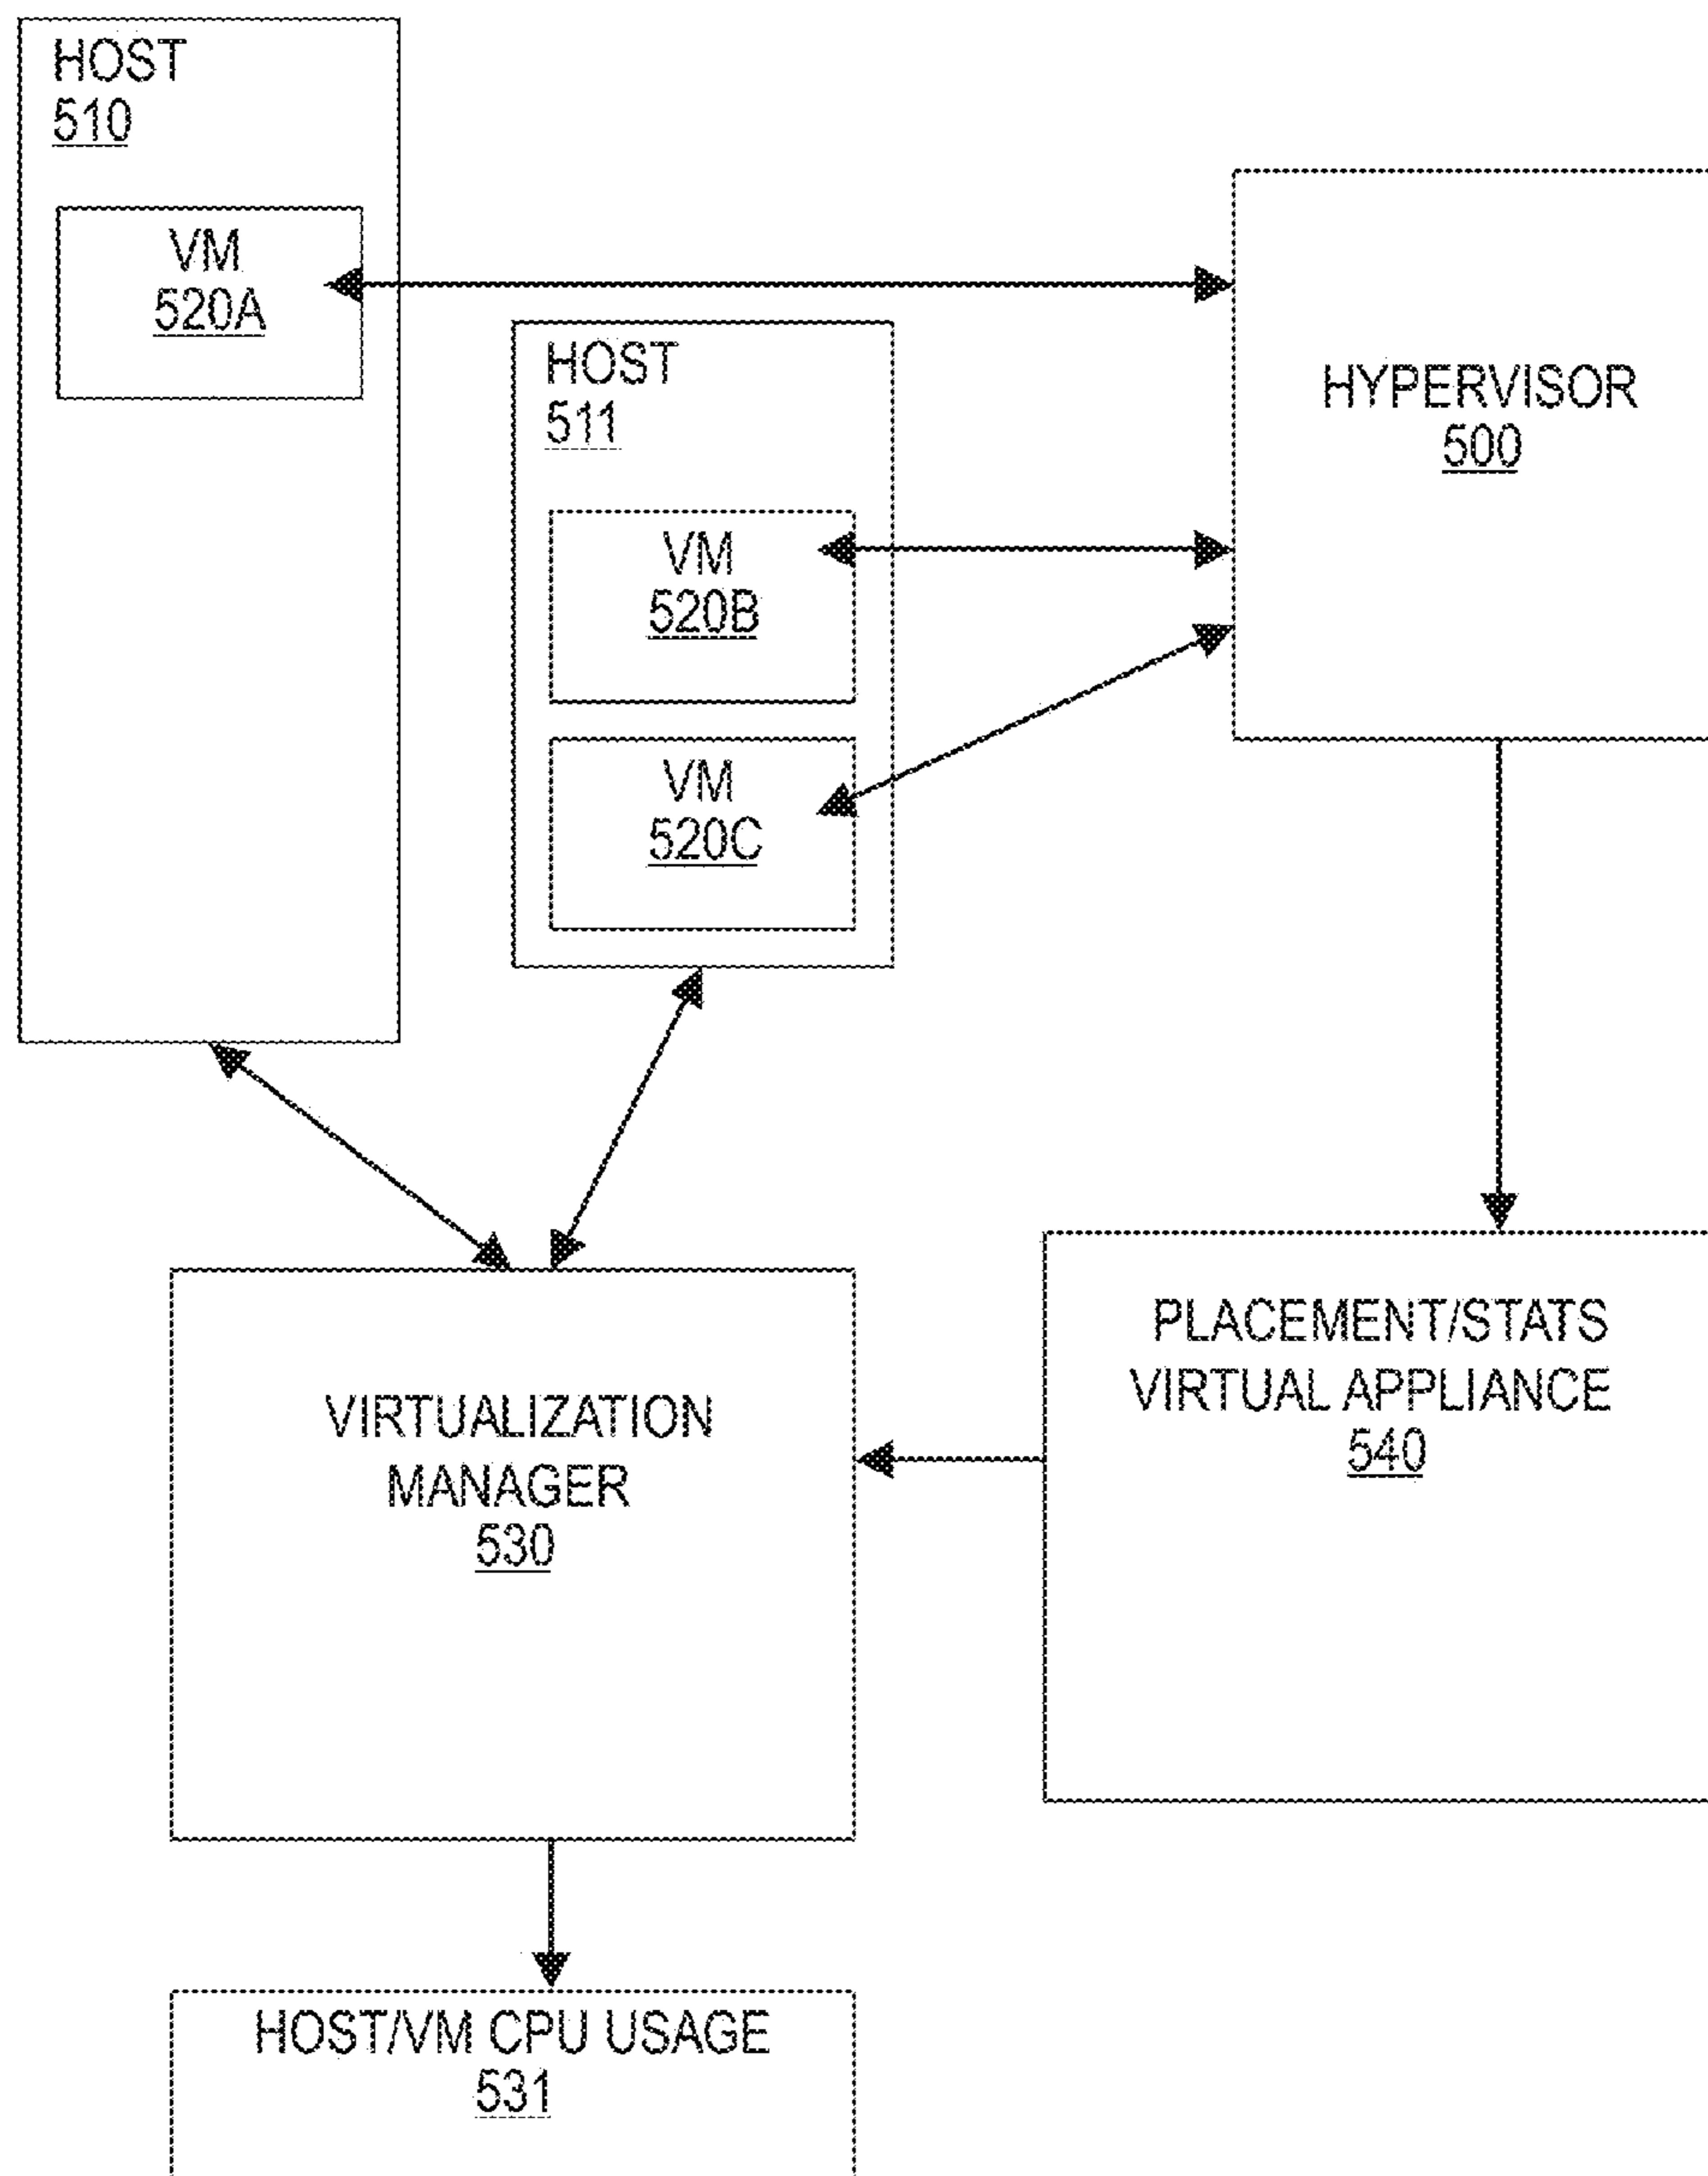 HOST
510
VM
520A
HOST
511
VM
520B
VM
520C
HYPERVISOR
500
VIRTUALIZATION
MANAGER
530
PLACEMENT/STATS
VIRTUAL APPLIANCE
540
HOST/VM CPU USAGE
531